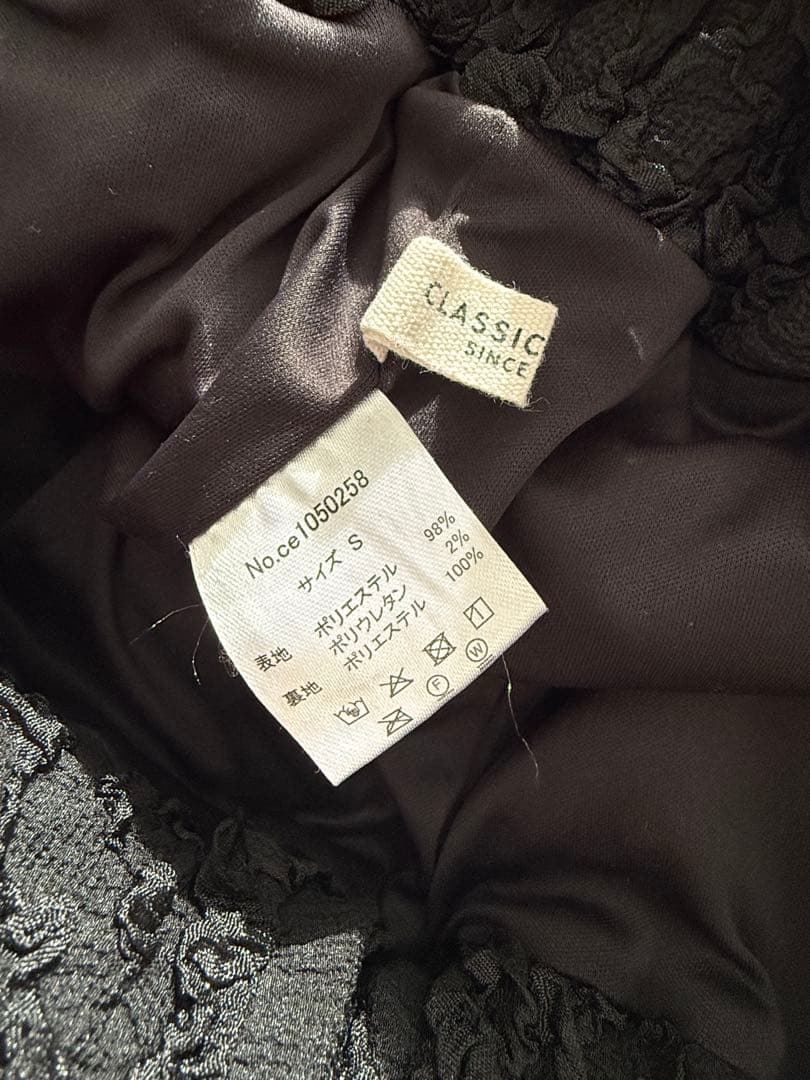 CLASSIC
SINCE
No.ce1050258
サイズ S
表地 ポリエステル 98%
ポリウレタン 2%
裏地 ポリエステル 100%
F W